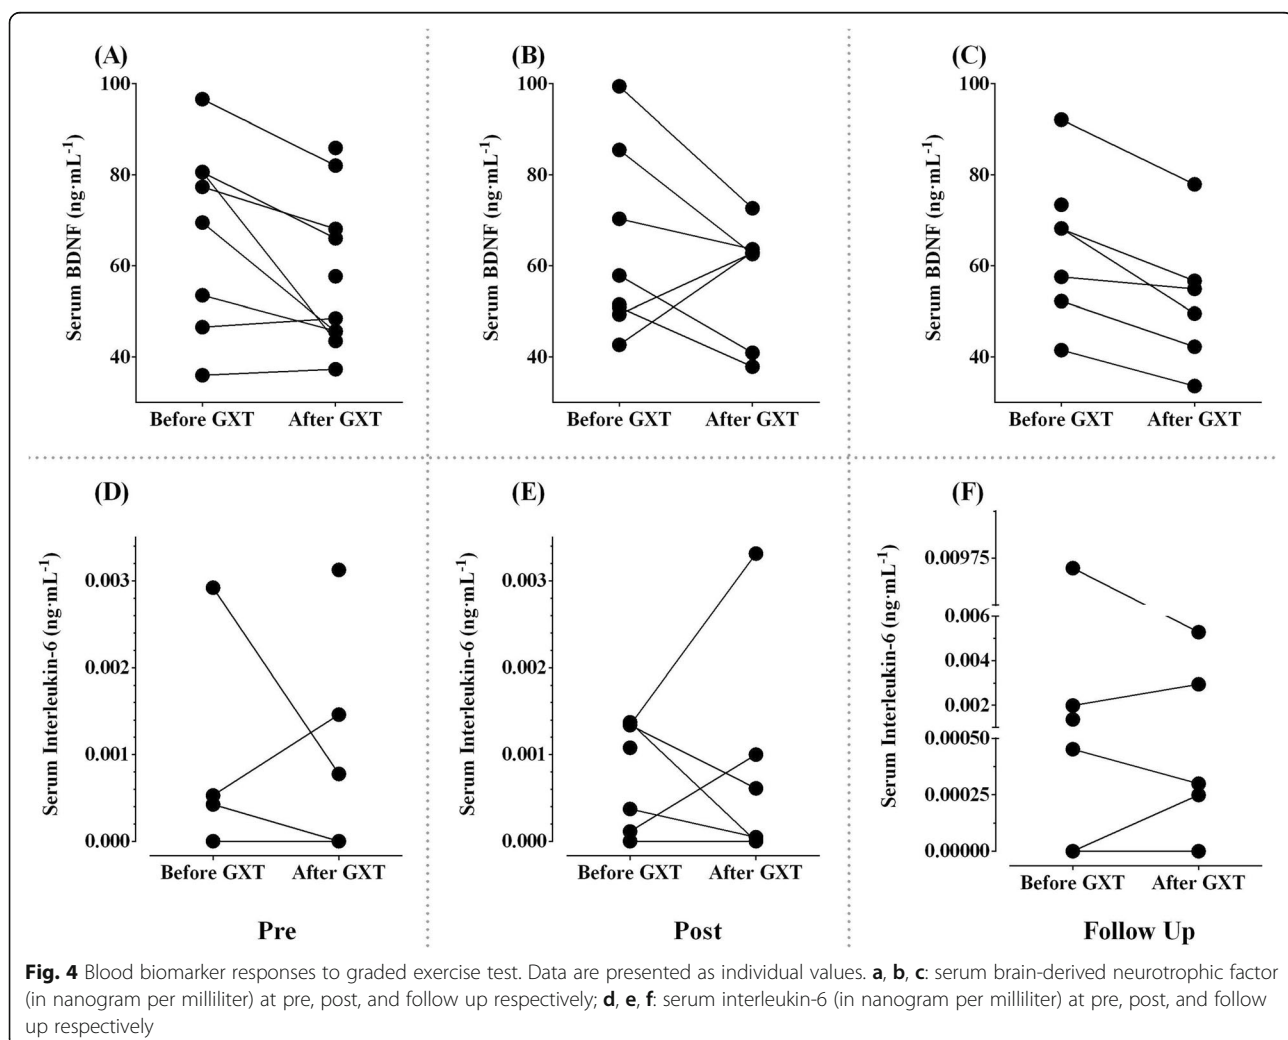 (A)
Serum BDNF (ng·mL⁻¹)
100
80
60
40
Before GXT After GXT
(B)
Serum BDNF (ng·mL⁻¹)
100
80
60
40
Before GXT After GXT
(C)
Serum BDNF (ng·mL⁻¹)
100
80
60
40
Before GXT After GXT
(D)
Serum Interleukin-6 (ng·mL⁻¹)
0.003
0.002
0.001
0.000
Before GXT After GXT
Pre
(E)
Serum Interleukin-6 (ng·mL⁻¹)
0.003
0.002
0.001
0.000
Before GXT After GXT
Post
(F)
Serum Interleukin-6 (ng·mL⁻¹)
0.00975
0.006
0.004
0.002
0.00050
0.00025
0.00000
Before GXT After GXT
Follow Up
Fig. 4 Blood biomarker responses to graded exercise test. Data are presented as individual values. a, b, c: serum brain-derived neurotrophic factor
(in nanogram per milliliter) at pre, post, and follow up respectively; d, e, f: serum interleukin-6 (in nanogram per milliliter) at pre, post, and follow
up respectively